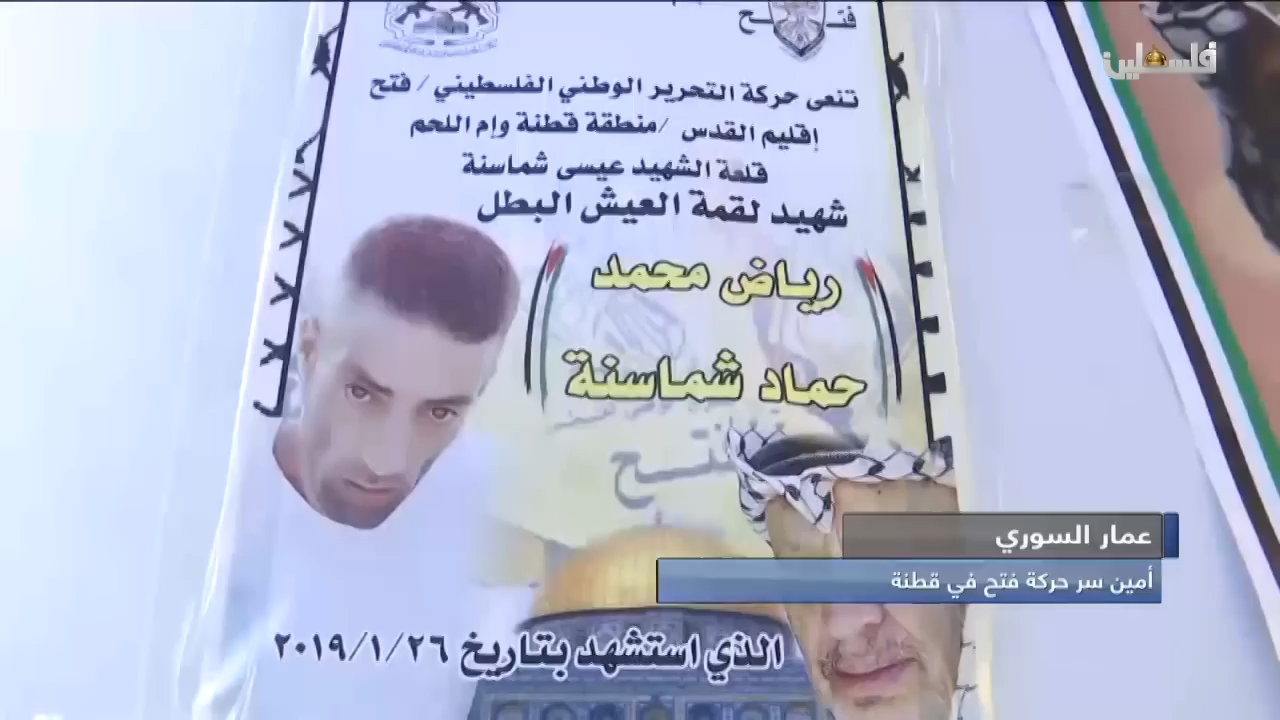 فتـــح
فلسطين
تنعى حركة التحرير الوطني الفلسطيني / فتح
إقليم القدس /منطقة قطنة وام اللحم
قلعة الشهيد عيسى شماسنة
شهيد لقمة العيش البطل
رياض محمد
حماد شماسنة
فتـــح
عمار السوري
أمين سر حركة فتح في قطنة
الذي استشهد بتاريخ ٢٠١٩/١/٢٦